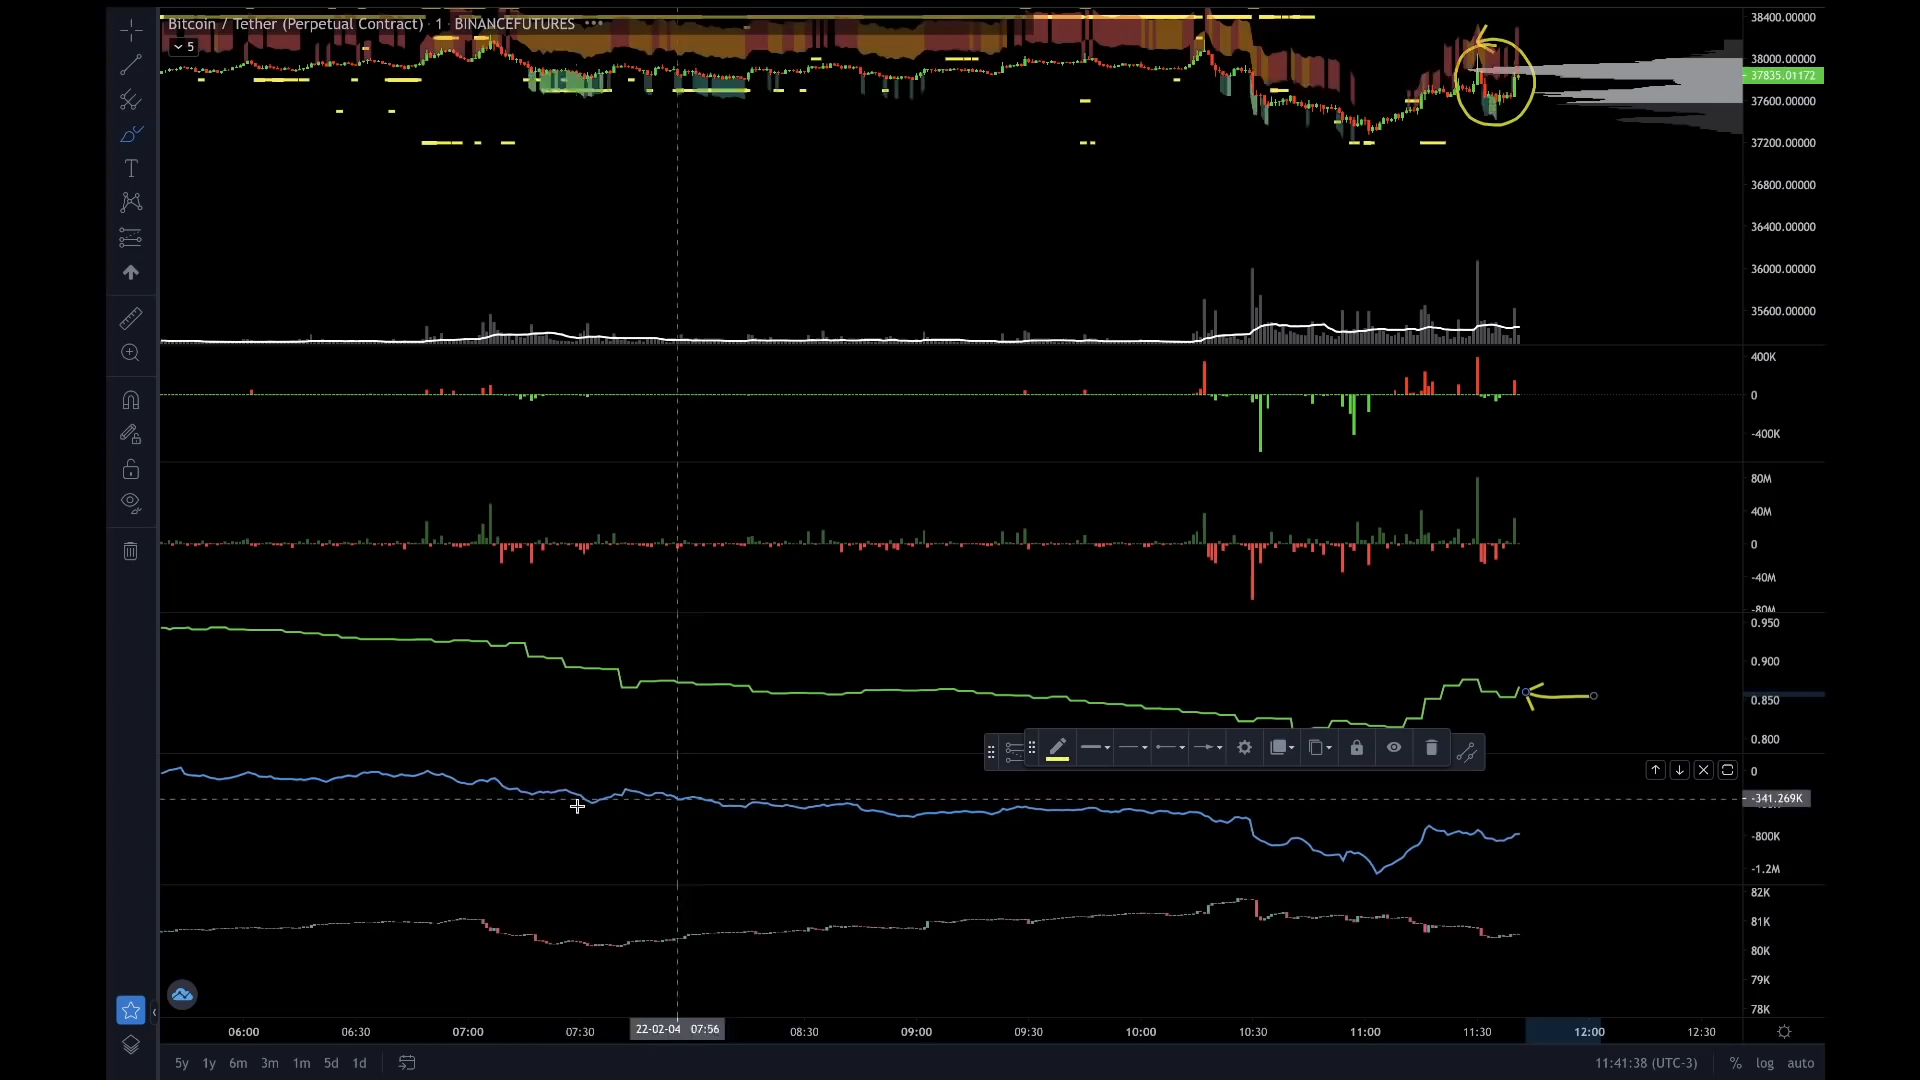 Bitcoin / Tether (Perpetual Contract) · 1 · BINANCEFUTURES
5
38400.00000
38000.00000
37835.01172
37600.00000
37200.00000
36800.00000
36400.00000
36000.00000
35600.00000
400K
0
-400K
80M
40M
0
-40M
-80M
0.950
0.900
0.850
0.800
0
-341.269K
-800K
-1.2M
82K
81K
80K
79K
78K
06:00 06:30 07:00 07:30 22-02-04 07:56 08:30 09:00 09:30 10:00 10:30 11:00 11:30 12:00 12:30
5y 1y 6m 3m 1m 5d 1d 11:41:38 (UTC-3) % log auto